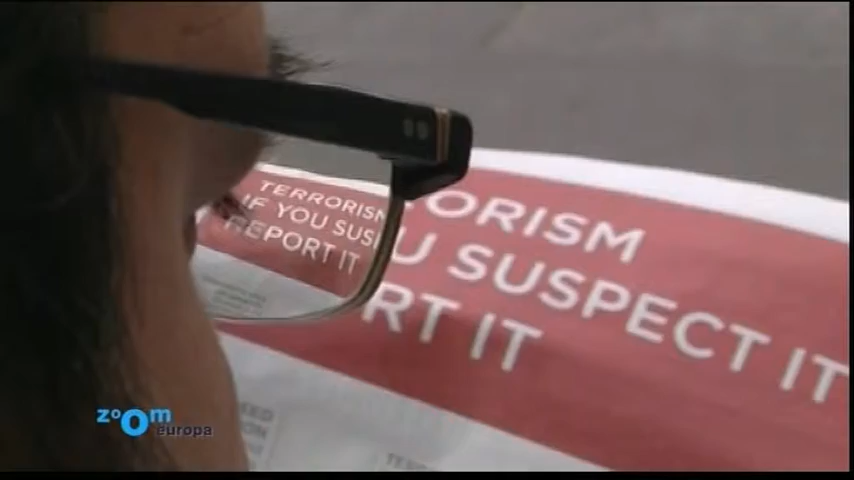 TERRORISM
IF YOU SUS
REPORT IT
ORISM
U SUSPECT IT
RT IT
zoom
europa